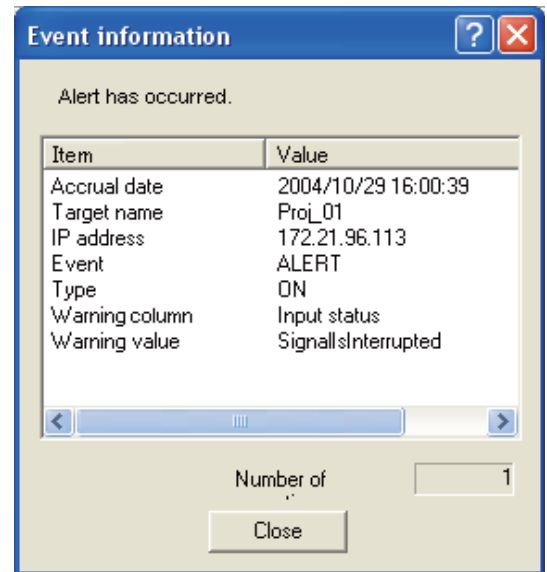 Event information
Alert has occurred.
Item Value
Accrual date 2004/10/29 16:00:39
Target name Proj_01
IP address 172.21.96.113
Event ALERT
Type ON
Warning column Input status
Warning value SignalIsInterrupted
Number of 1
Close